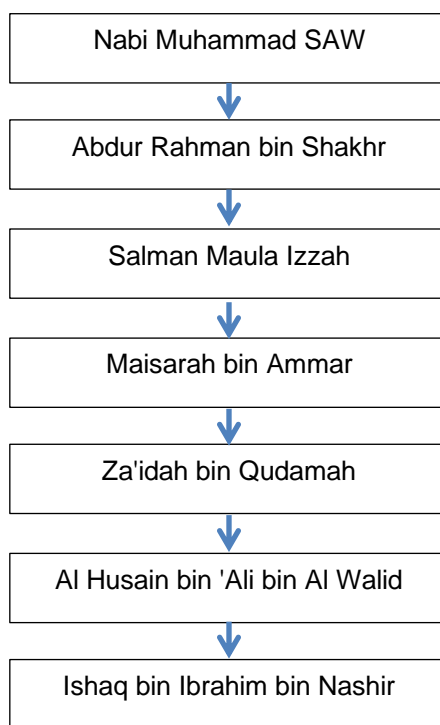 Nabi Muhammad SAW
Abdur Rahman bin Shakhr
Salman Maula Izzah
Maisarah bin Ammar
Za'idah bin Qudamah
Al Husain bin 'Ali bin Al Walid
Ishaq bin Ibrahim bin Nashir